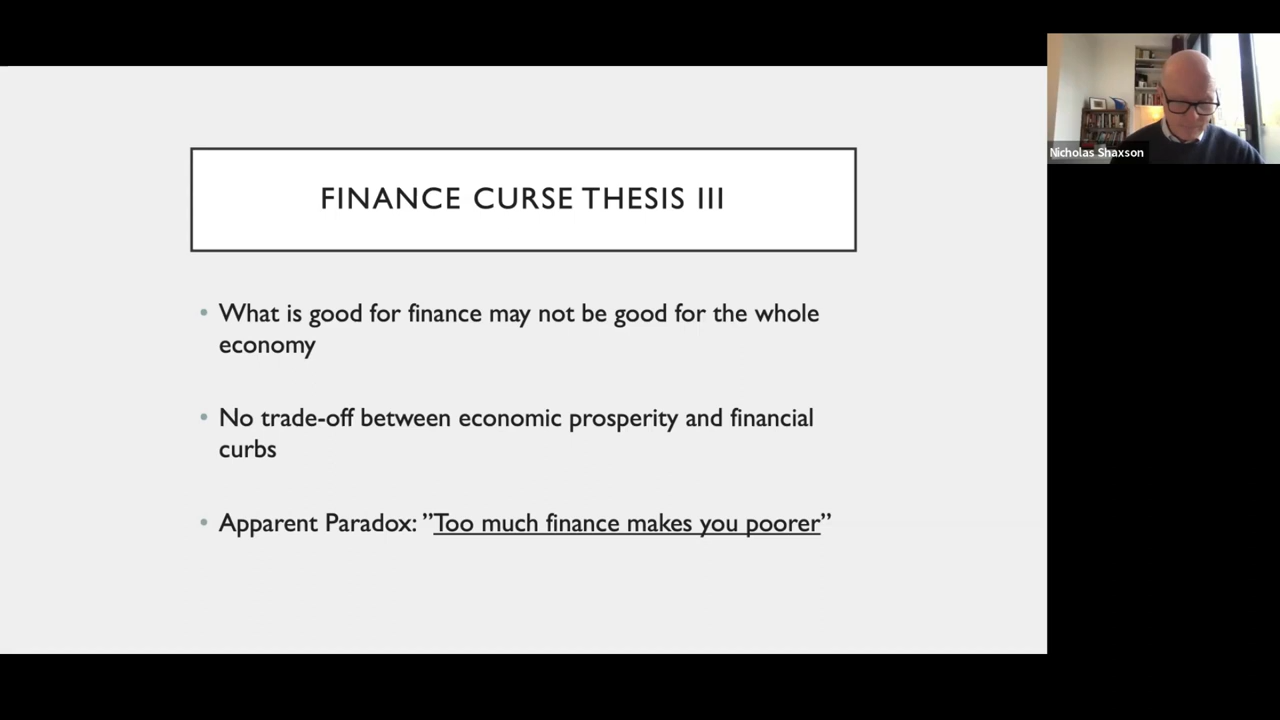 FINANCE CURSE THESIS III
• What is good for finance may not be good for the whole
economy
• No trade-off between economic prosperity and financial
curbs
• Apparent Paradox: ”Too much finance makes you poorer”
Nicholas Shaxson